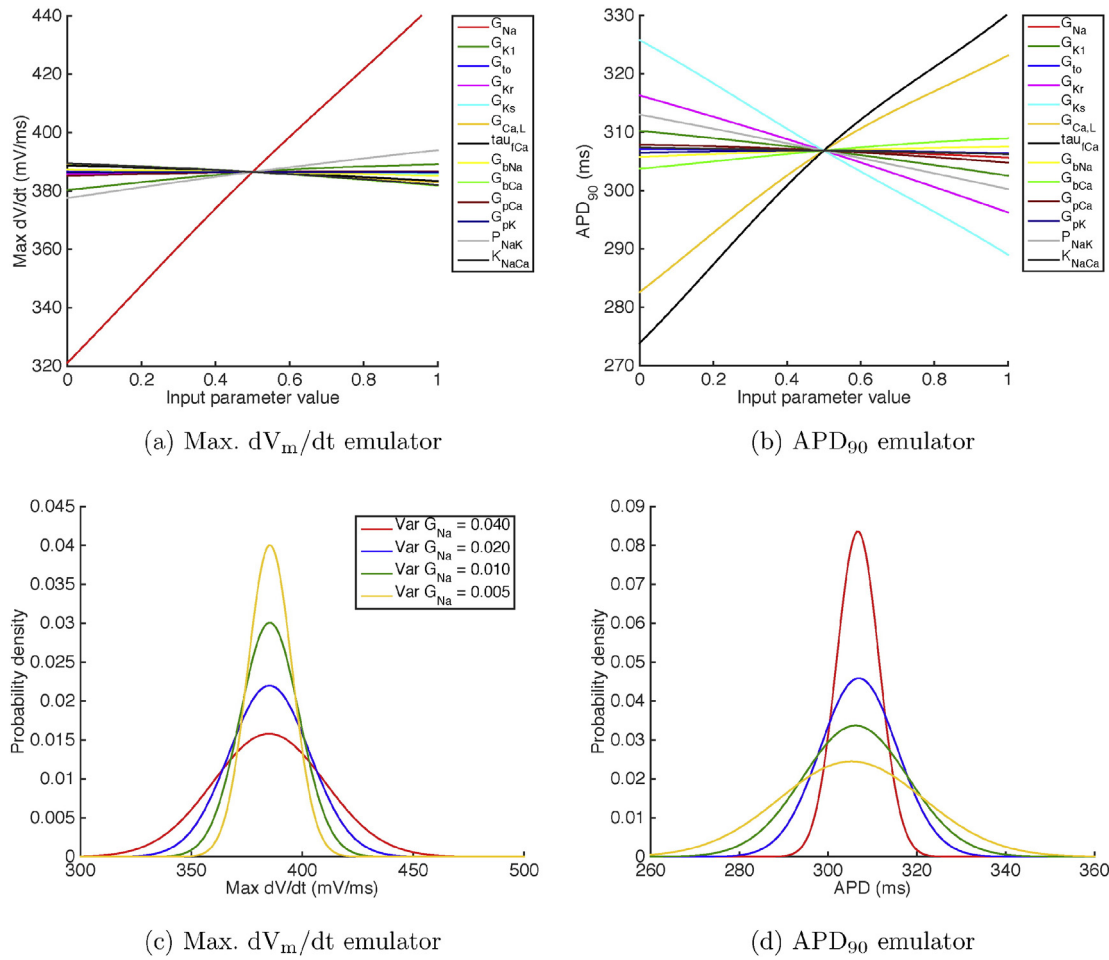 440
420
400
380
360
340
320
Max dV/dt (mV/ms)
0
0.2
0.4
0.6
0.8
1
Input parameter value
G_Na
G_K1
G_to
G_Kr
G_Ks
G_Ca,L
tau_fCa
G_bNa
G_bCa
G_pCa
G_pK
P_NaK
K_NaCa
(a) Max. dV_m/dt emulator
330
320
310
300
290
280
270
APD_90 (ms)
0
0.2
0.4
0.6
0.8
1
Input parameter value
G_Na
G_K1
G_to
G_Kr
G_Ks
G_Ca,L
tau_fCa
G_bNa
G_bCa
G_pCa
G_pK
P_NaK
K_NaCa
(b) APD_90 emulator
0.045
0.04
0.035
0.03
0.025
0.02
0.015
0.01
0.005
0
Probability density
300
350
400
450
500
Max dV/dt (mV/ms)
Var G_Na = 0.040
Var G_Na = 0.020
Var G_Na = 0.010
Var G_Na = 0.005
(c) Max. dV_m/dt emulator
0.09
0.08
0.07
0.06
0.05
0.04
0.03
0.02
0.01
0
Probability density
260
280
300
320
340
360
APD (ms)
(d) APD_90 emulator